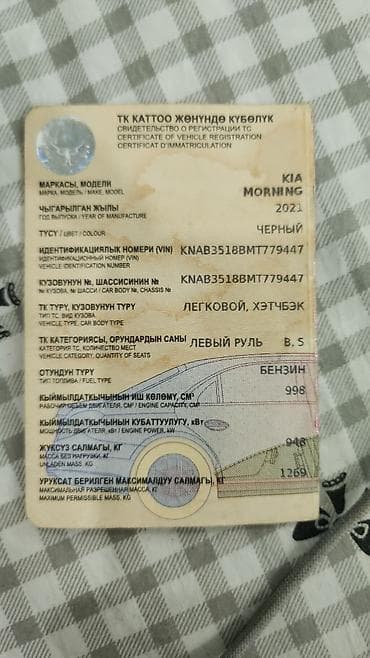 ТК КАТТОО ЖӨНҮНДӨ КҮБӨЛҮК
СВИДЕТЕЛЬСТВО О РЕГИСТРАЦИИ ТС
CERTIFICATE OF VEHICLE REGISTRATION
CERTIFICAT D'IMMATRICULATION
МАРКАСЫ, МОДЕЛИ KIA
МАРКА, МОДЕЛЬ / MAKE, MODEL MORNING
ЧЫГАРЫЛГАН ЖЫЛЫ 2021
ГОД ВЫПУСКА / YEAR OF MANUFACTURE
ТҮСҮ / ЦВЕТ / COLOUR ЧЕРНЫЙ
ИДЕНТИФИКАЦИЯЛЫК НОМЕРИ (VIN) KNAB3518BMT779447
ИДЕНТИФИКАЦИОННЫЙ НОМЕР (VIN)
VEHICLE IDENTIFICATION NUMBER
КУЗОВУНУН №, ШАССИСИНИН № KNAB3518BMT779447
№ КУЗОВА, № ШАССИ / CAR BODY №, CHASSIS №
ТК ТҮРҮ, КУЗОВУНУН ТҮРҮ ЛЕГКОВОЙ, ХЭТЧБЭК
ТИП ТС, ВИД КУЗОВА
VEHICLE TYPE, CAR BODY TYPE
ТК КАТЕГОРИЯСЫ, ОРУНДАРДЫН САНЫ ЛЕВЫЙ РУЛЬ B, 5
КАТЕГОРИЯ ТС, КОЛИЧЕСТВО МЕСТ
VEHICLE CATEGORY, QUANTITY OF SEATS
ОТУНДУН ТҮРҮ БЕНЗИН
ТИП ТОПЛИВА / FUEL TYPE
КЫЙМЫЛДАТКЫЧЫНЫН ИШ КӨЛӨМҮ, СМ³ 998
РАБОЧИЙ ОБЪЕМ ДВИГАТЕЛЯ, СМ³ / ENGINE CAPACITY, CM³
КЫЙМЫЛДАТКЫЧЫНЫН КУБАТТУУЛУГУ, кВт
МОЩНОСТЬ ДВИГАТЕЛЯ, кВт / ENGINE POWER, kW
ЖҮКСҮЗ САЛМАГЫ, КГ
МАССА БЕЗ НАГРУЗКИ, КГ
UNLADEN MASS, KG
УРУКСАТ БЕРИЛГЕН МАКСИМАЛДУУ САЛМАГЫ, КГ 1269
МАКСИМАЛЬНАЯ РАЗРЕШЕННАЯ МАССА, КГ
MAXIMUM PERMISSIBLE MASS, KG